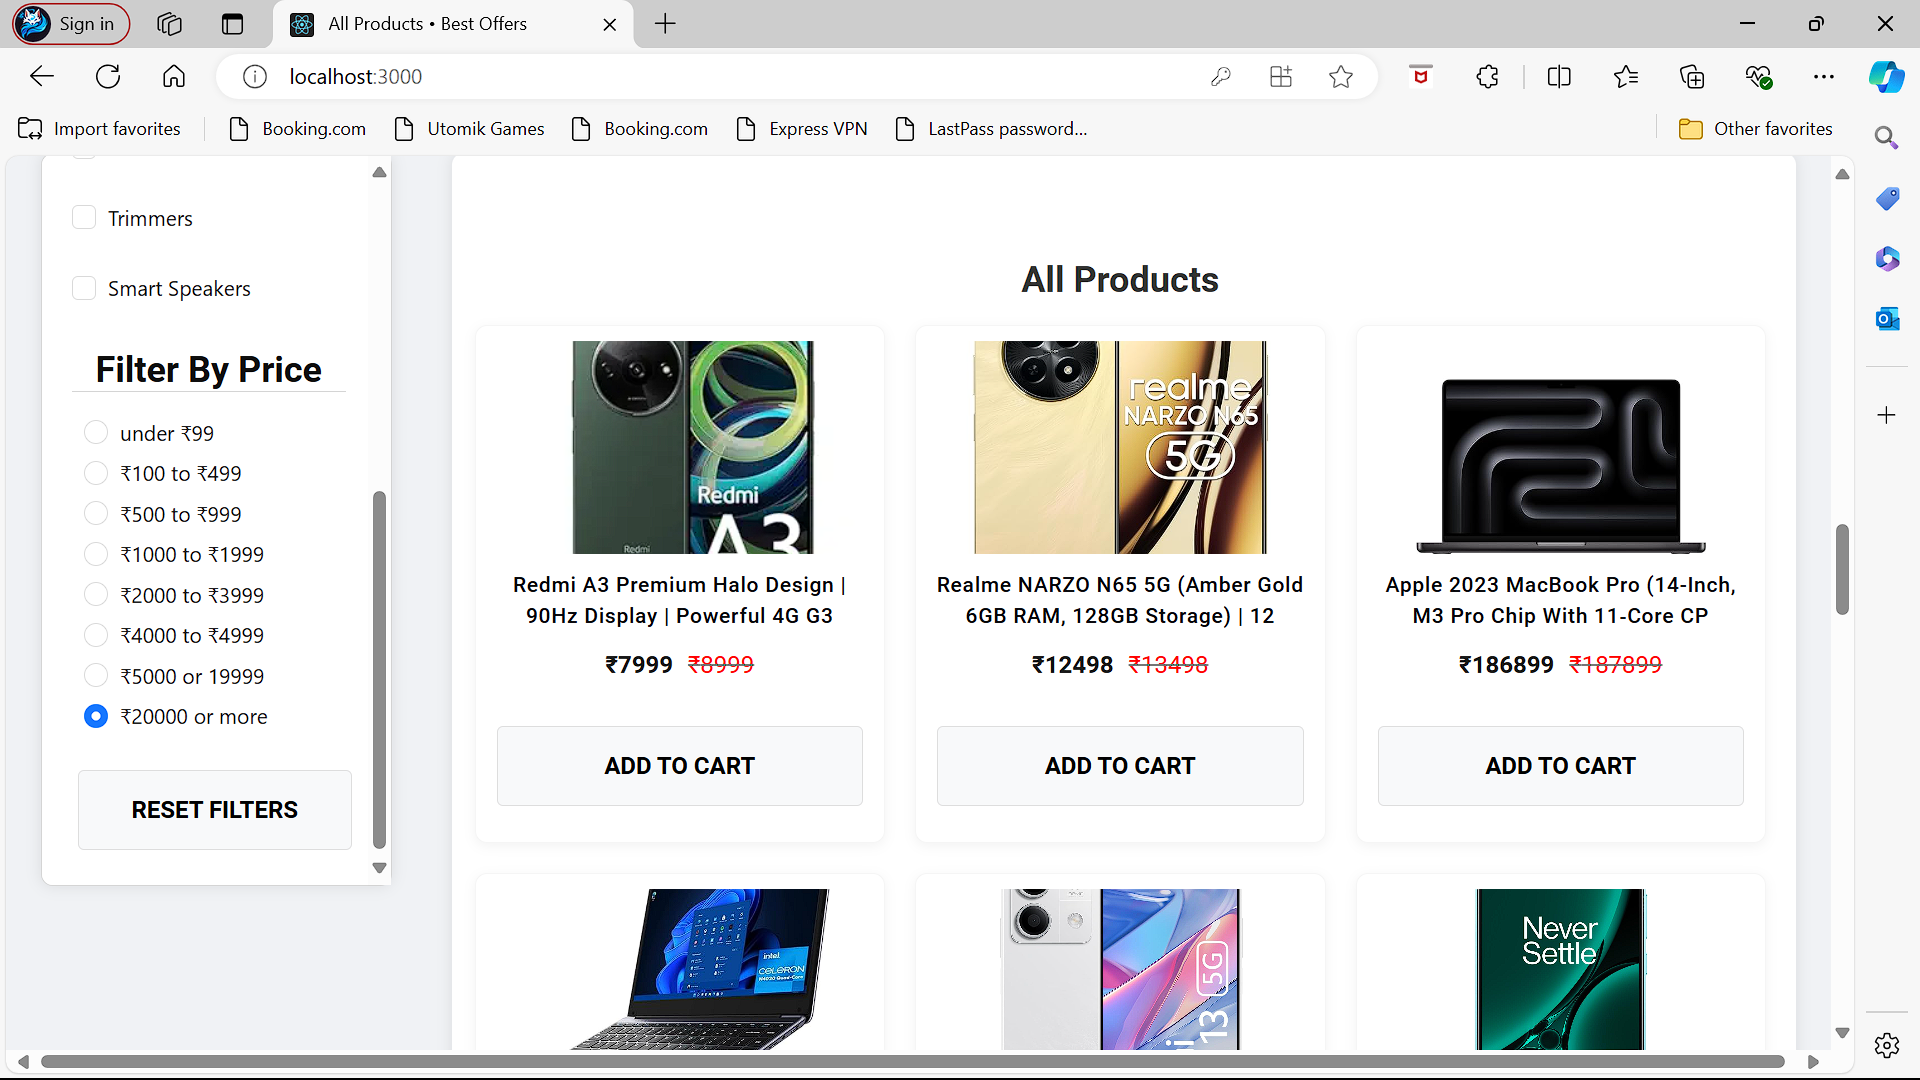 Sign in
All Products • Best Offers
localhost:3000
Import favorites
Booking.com
Utomik Games
Booking.com
Express VPN
LastPass password...
Other favorites
Trimmers
Smart Speakers
Filter By Price
under ₹99
₹100 to ₹499
₹500 to ₹999
₹1000 to ₹1999
₹2000 to ₹3999
₹4000 to ₹4999
₹5000 or 19999
₹20000 or more
RESET FILTERS
All Products
Redmi
A3
Redmi
Redmi A3 Premium Halo Design |
90Hz Display | Powerful 4G G3
₹7999 ₹8999
ADD TO CART
realme
NARZO N65
5G
Realme NARZO N65 5G (Amber Gold
6GB RAM, 128GB Storage) | 12
₹12498 ₹13498
ADD TO CART
Apple 2023 MacBook Pro (14-Inch,
M3 Pro Chip With 11-Core CP
₹186899 ₹187899
ADD TO CART
intel
CELERON
13
5G
Never
Settle